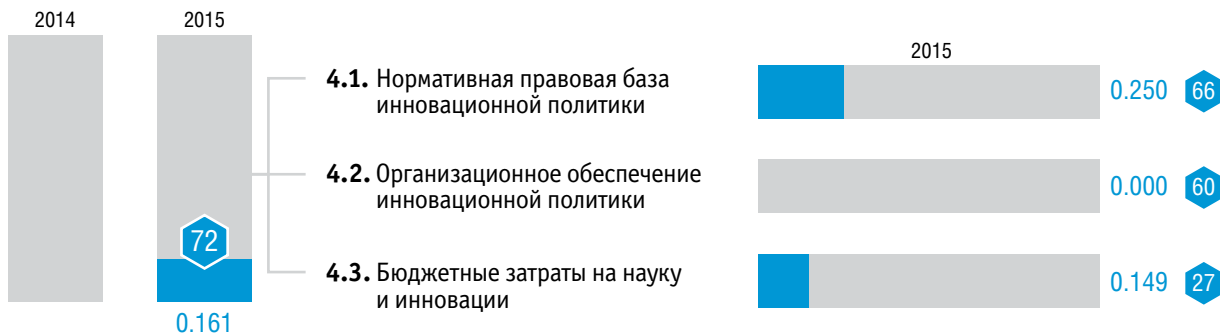 2014
2015
72
0.161
4.1. Нормативная правовая база
инновационной политики
4.2. Организационное обеспечение
инновационной политики
4.3. Бюджетные затраты на науку
и инновации
2015
0.250 66
0.000 60
0.149 27